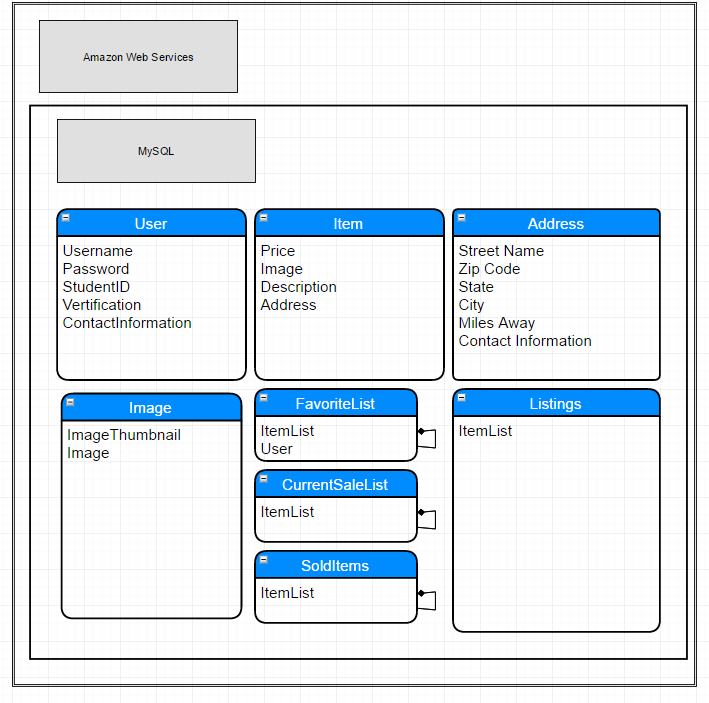 Amazon Web Services
MySQL
User
Username
Password
StudentID
Vertification
ContactInformation
Item
Price
Image
Description
Address
Address
Street Name
Zip Code
State
City
Miles Away
Contact Information
Image
ImageThumbnail
Image
FavoriteList
ItemList
User
CurrentSaleList
ItemList
SoldItems
ItemList
Listings
ItemList